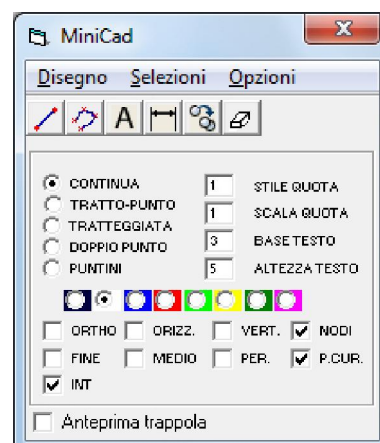 MiniCad
Disegno Selezioni Opzioni
A
CONTINUA 1 STILE QUOTA
TRATTO-PUNTO 1 SCALA QUOTA
TRATTEGGIATA 3 BASE TESTO
DOPPIO PUNTO 5 ALTEZZA TESTO
PUNTINI
ORTHO ORIZZ. VERT. NODI
FINE MEDIO PER. P.CUR.
INT
Anteprima trappola